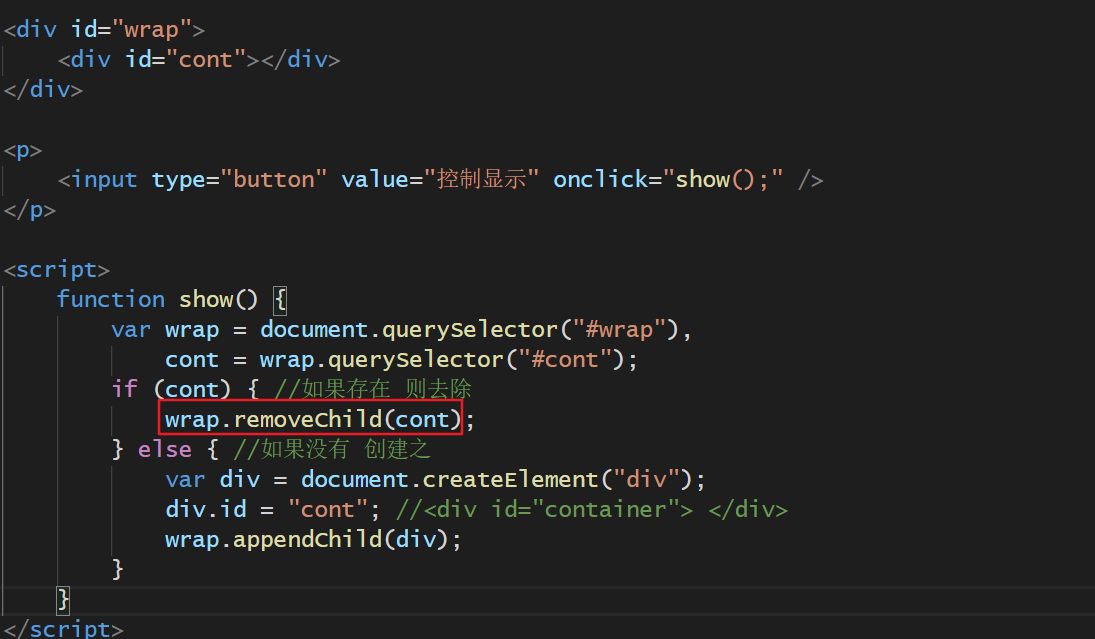 <div id="wrap">
    <div id="cont"></div>
</div>
<p>
    <input type="button" value="控制显示" onclick="show();" />
</p>
<script>
    function show() {
        var wrap = document.querySelector("#wrap"),
            cont = wrap.querySelector("#cont");
        if (cont) { //如果存在 则去除
            wrap.removeChild(cont);
        } else { //如果没有 创建之
            var div = document.createElement("div");
            div.id = "cont"; //<div id="container"> </div>
            wrap.appendChild(div);
        }
    }
</script>